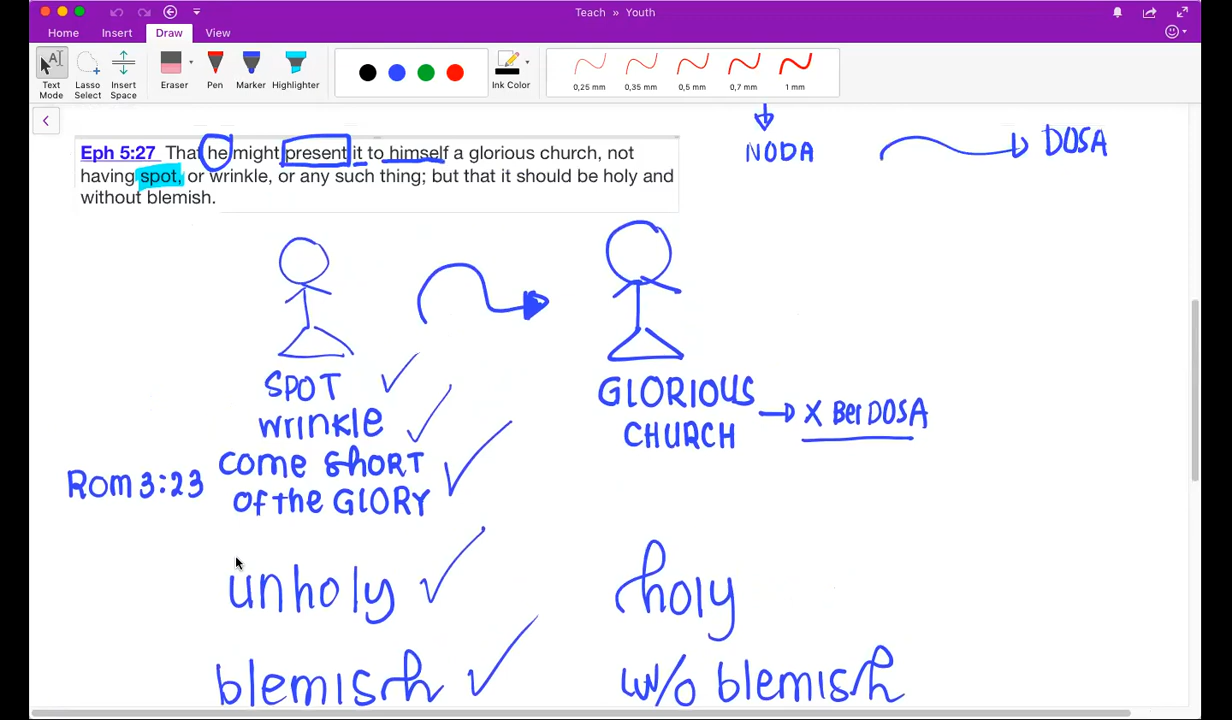 Teach » Youth
Home Insert Draw View
Text Mode
Lasso Select
Insert Space
Eraser
Pen
Marker
Highlighter
Ink Color
0,25 mm
0,35 mm
0,5 mm
0,7 mm
1 mm
NODA DOSA
Eph 5:27 That he might present it to himself a glorious church, not
having spot, or wrinkle, or any such thing; but that it should be holy and
without blemish.
SPOT
wrinkle
Rom 3:23
come short
of the GLORY
GLORIOUS
CHURCH
X Ber DOSA
unholy
holy
blemish
w/o blemish